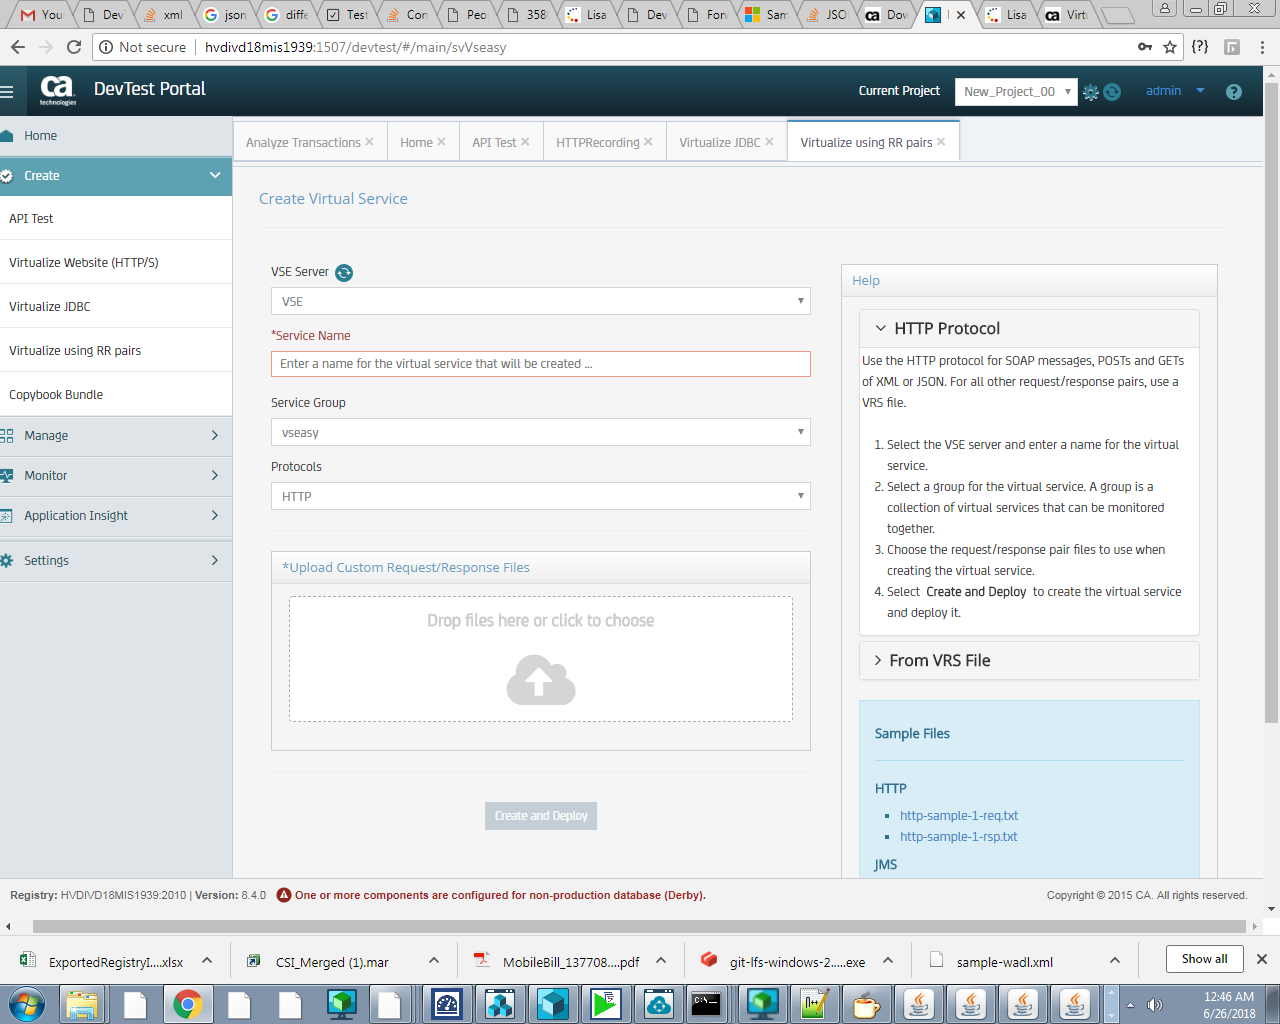 You
Dev
xml
json
diffe
Test
Con
Peo
358
Lisa
Dev
For
Sam
JSO
Dow
Lisa
Virt
Not secure
hvdivd18mis1939:1507/devtest/#/main/svVseasy
{?}
ca
technologies
DevTest Portal
Current Project
New_Project_00
admin
Home
Create
API Test
Virtualize Website (HTTP/S)
Virtualize JDBC
Virtualize using RR pairs
Copybook Bundle
Manage
Monitor
Application Insight
Settings
Analyze Transactions
Home
API Test
HTTPRecording
Virtualize JDBC
Virtualize using RR pairs
Create Virtual Service
VSE Server
VSE
*Service Name
Enter a name for the virtual service that will be created ...
Service Group
vseasy
Protocols
HTTP
*Upload Custom Request/Response Files
Drop files here or click to choose
Create and Deploy
Help
HTTP Protocol
Use the HTTP protocol for SOAP messages, POSTs and GETs
of XML or JSON. For all other request/response pairs, use a
VRS file.
1. Select the VSE server and enter a name for the virtual
service.
2. Select a group for the virtual service. A group is a
collection of virtual services that can be monitored
together.
3. Choose the request/response pair files to use when
creating the virtual service.
4. Select Create and Deploy to create the virtual service
and deploy it.
From VRS File
Sample Files
HTTP
http-sample-1-req.txt
http-sample-1-rsp.txt
JMS
Registry: HVDIVD18MIS1939:2010 | Version: 8.4.0
One or more components are configured for non-production database (Derby).
Copyright © 2015 CA. All rights reserved.
ExportedRegistryI....xlsx
CSI_Merged (1).mar
MobileBill_137708....pdf
git-lfs-windows-2.....exe
sample-wadl.xml
Show all
12:46 AM
6/26/2018